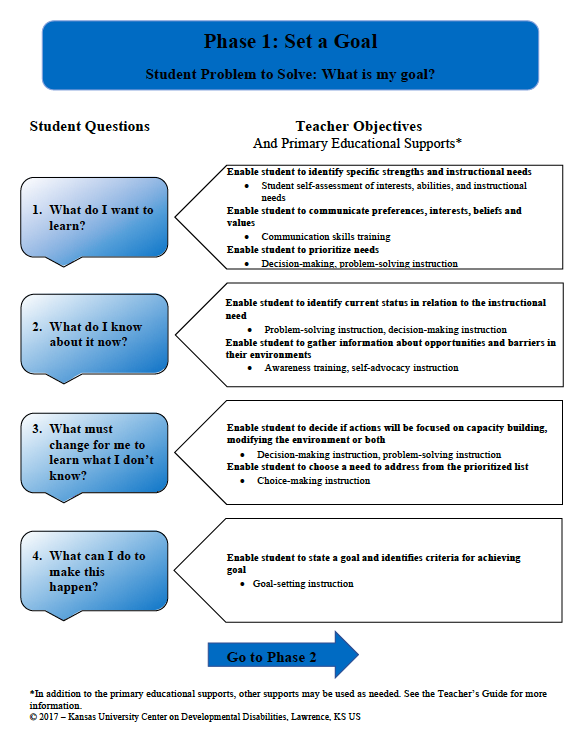 Phase 1: Set a Goal
Student Problem to Solve: What is my goal?
Student Questions
Teacher Objectives
And Primary Educational Supports*
1. What do I want to
learn?
Enable student to identify specific strengths and instructional needs
• Student self-assessment of interests, abilities, and instructional
needs
Enable student to communicate preferences, interests, beliefs and
values
• Communication skills training
Enable student to prioritize needs
• Decision-making, problem-solving instruction
2. What do I know
about it now?
Enable student to identify current status in relation to the instructional
need
• Problem-solving instruction, decision-making instruction
Enable student to gather information about opportunities and barriers in
their environments
• Awareness training, self-advocacy instruction
3. What must
change for me to
learn what I don't
know?
Enable student to decide if actions will be focused on capacity building,
modifying the environment or both
• Decision-making instruction, problem-solving instruction
Enable student to choose a need to address from the prioritized list
• Choice-making instruction
4. What can I do to
make this
happen?
Enable student to state a goal and identifies criteria for achieving
goal
• Goal-setting instruction
Go to Phase 2
*In addition to the primary educational supports, other supports may be used as needed. See the Teacher's Guide for more
information.
© 2017 – Kansas University Center on Developmental Disabilities, Lawrence, KS US